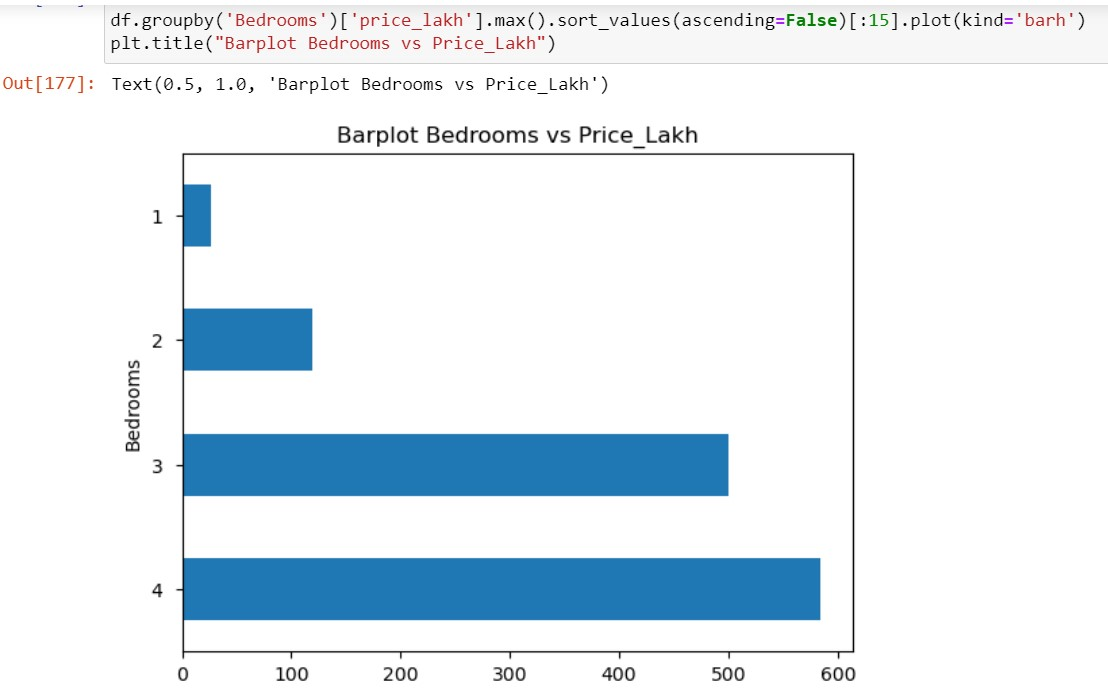 df.groupby('Bedrooms')['price_lakh'].max().sort_values(ascending=False)[:15].plot(kind='barh')
plt.title("Barplot Bedrooms vs Price_Lakh")
Out[177]: Text(0.5, 1.0, 'Barplot Bedrooms vs Price_Lakh')
Barplot Bedrooms vs Price_Lakh
1
2
Bedrooms
3
4
0 100 200 300 400 500 600